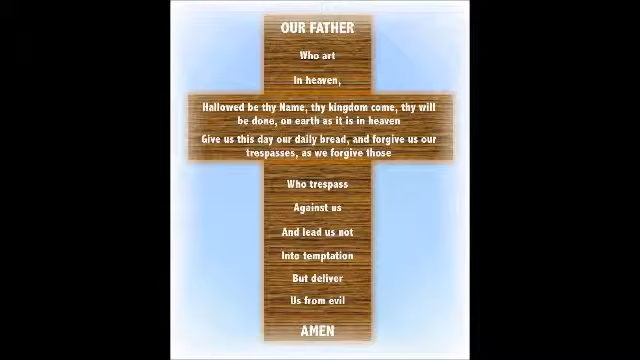 OUR FATHER
Who art
In heaven,
Hallowed be thy Name, thy kingdom come, thy will
be done, on earth as it is in heaven
Give us this day our daily bread, and forgive us our
trespasses, as we forgive those
Who trespass
Against us
And lead us not
Into temptation
But deliver
Us from evil
AMEN